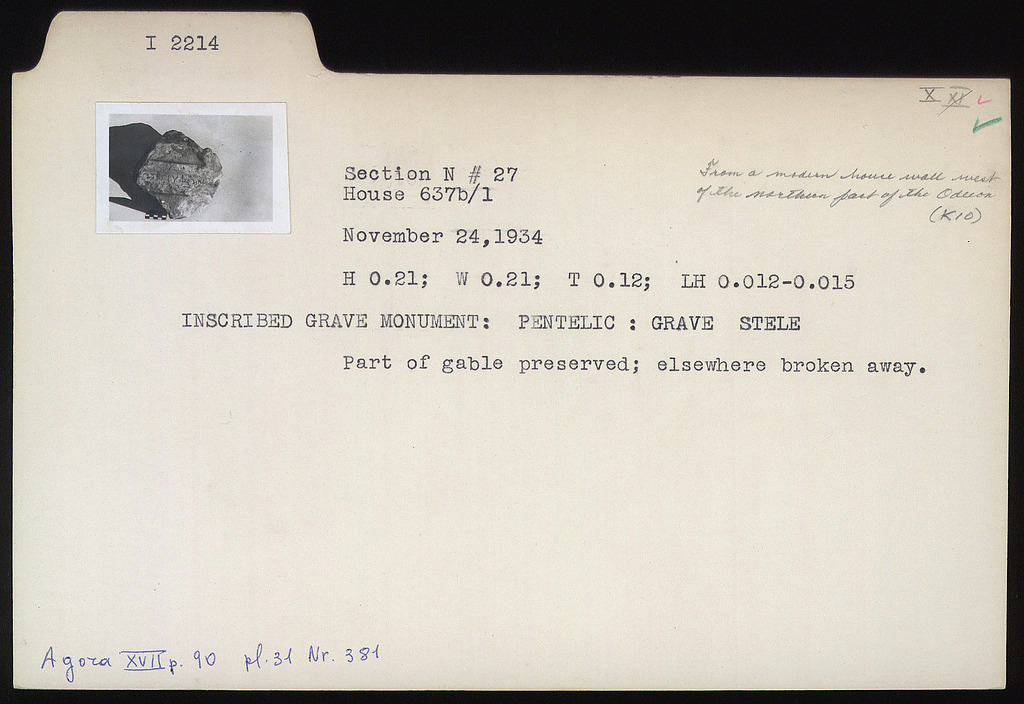 I 2214
X XI
Section N # 27
House 637b/1
From a modern house wall west
of the northern part of the Odeon
(K10)
November 24,1934
H 0.21; W 0.21; T 0.12; LH 0.012-0.015
INSCRIBED GRAVE MONUMENT: PENTELIC : GRAVE STELE
Part of gable preserved; elsewhere broken away.
Agora XVII p. 90 pl.31 Nr. 381